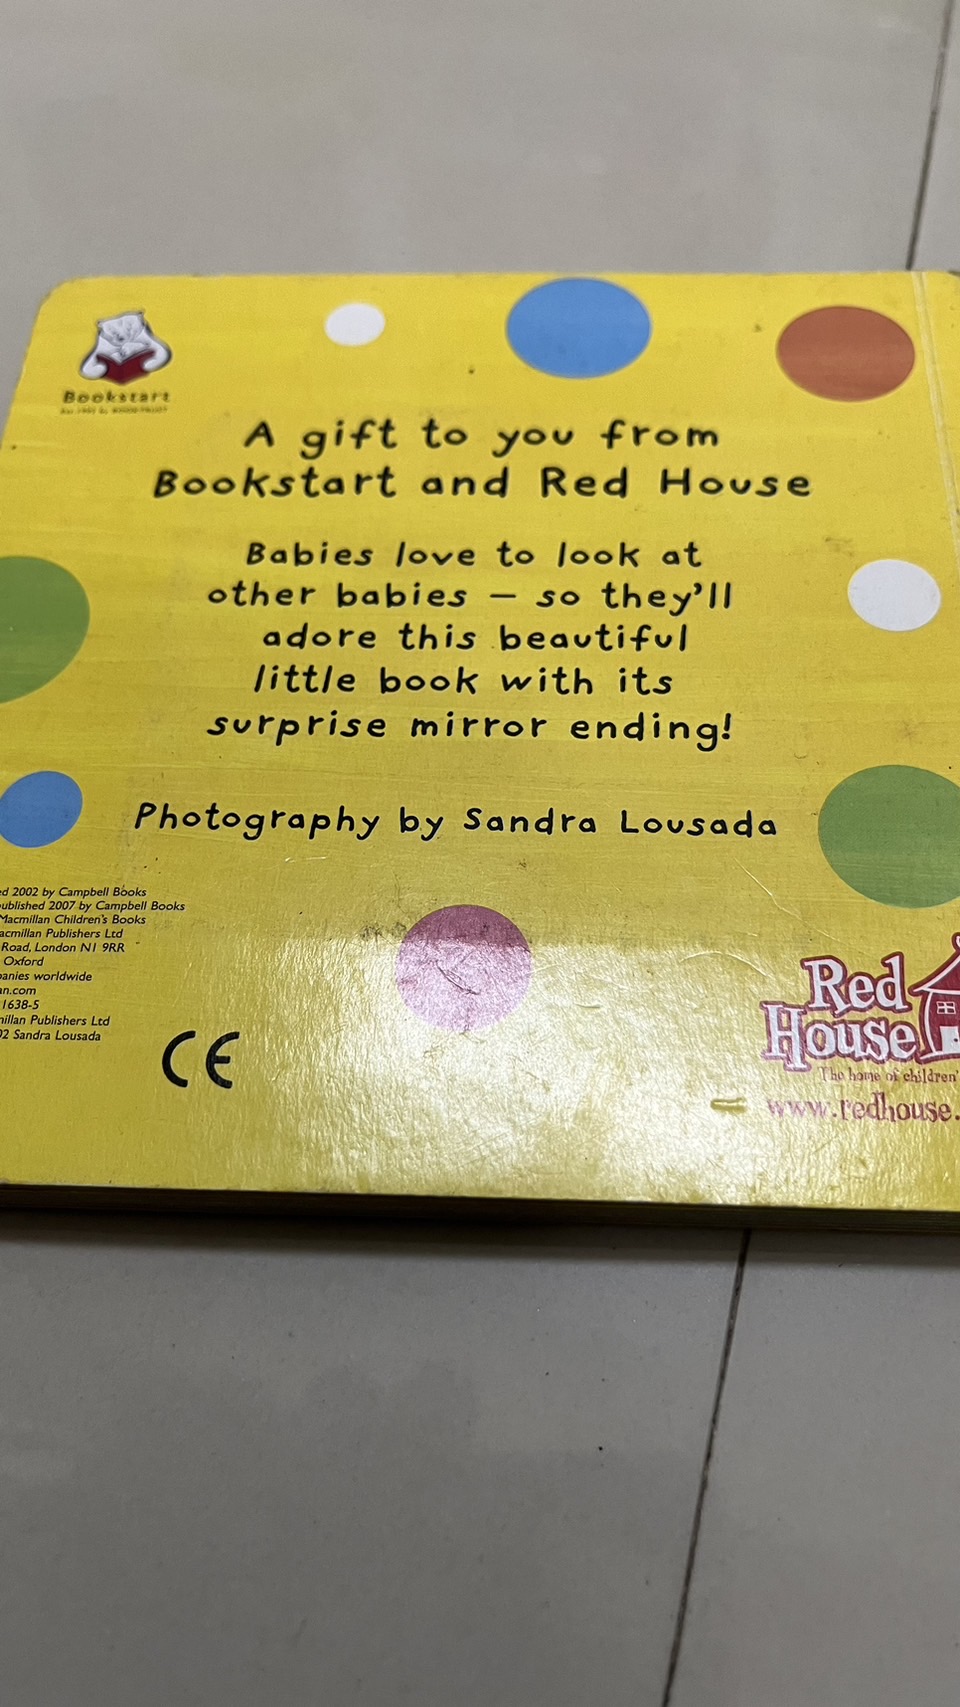 Bookstart
A gift to you from
Bookstart and Red House
Babies love to look at
other babies – so they'll
adore this beautiful
little book with its
surprise mirror ending!
Photography by Sandra Lousada
ed 2002 by Campbell Books
published 2007 by Campbell Books
Macmillan Children's Books
acmillan Publishers Ltd
Road, London N1 9RR
Oxford
panies worldwide
an.com
1638-5
millan Publishers Ltd
02 Sandra Lousada
CE
Red
House
The home of children'
www.redhouse.